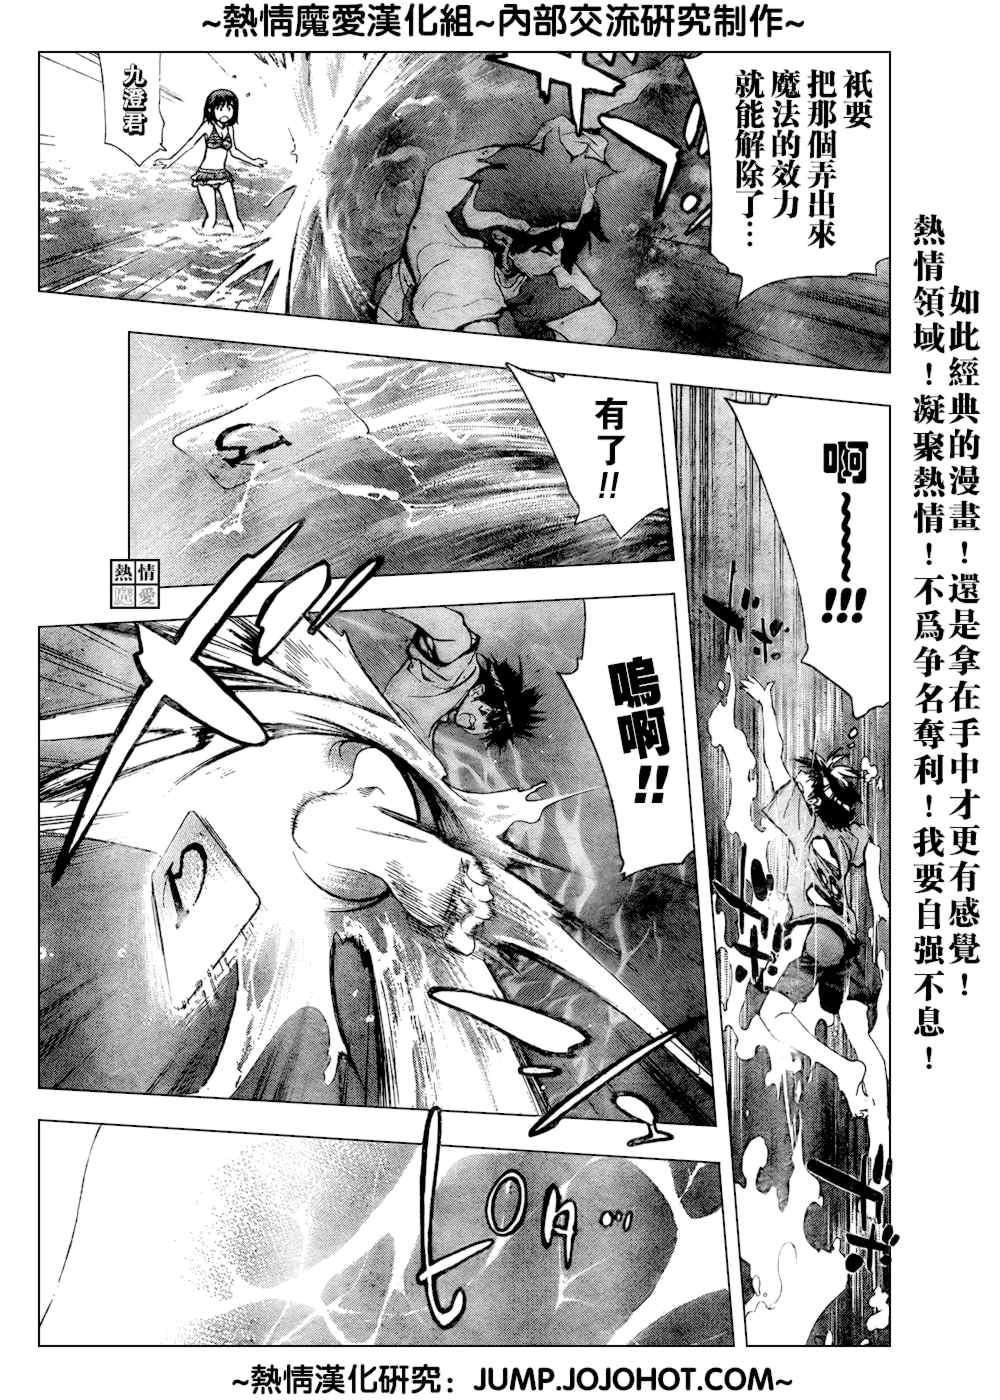 ~熱情魔愛漢化組~內部交流研究制作~
衹要
把那個弄出來
魔法的效力
就能解除了…
九澄君
有了!!
啊~~~!!!
嗚啊!!
熱情
魔愛
如此經典的漫畫!還是拿在手中才更有感覺!
熱情領域!凝聚熱情!不爲争名奪利!我要自强不息!
~熱情漢化研究：JUMP.JOJOHOT.COM~